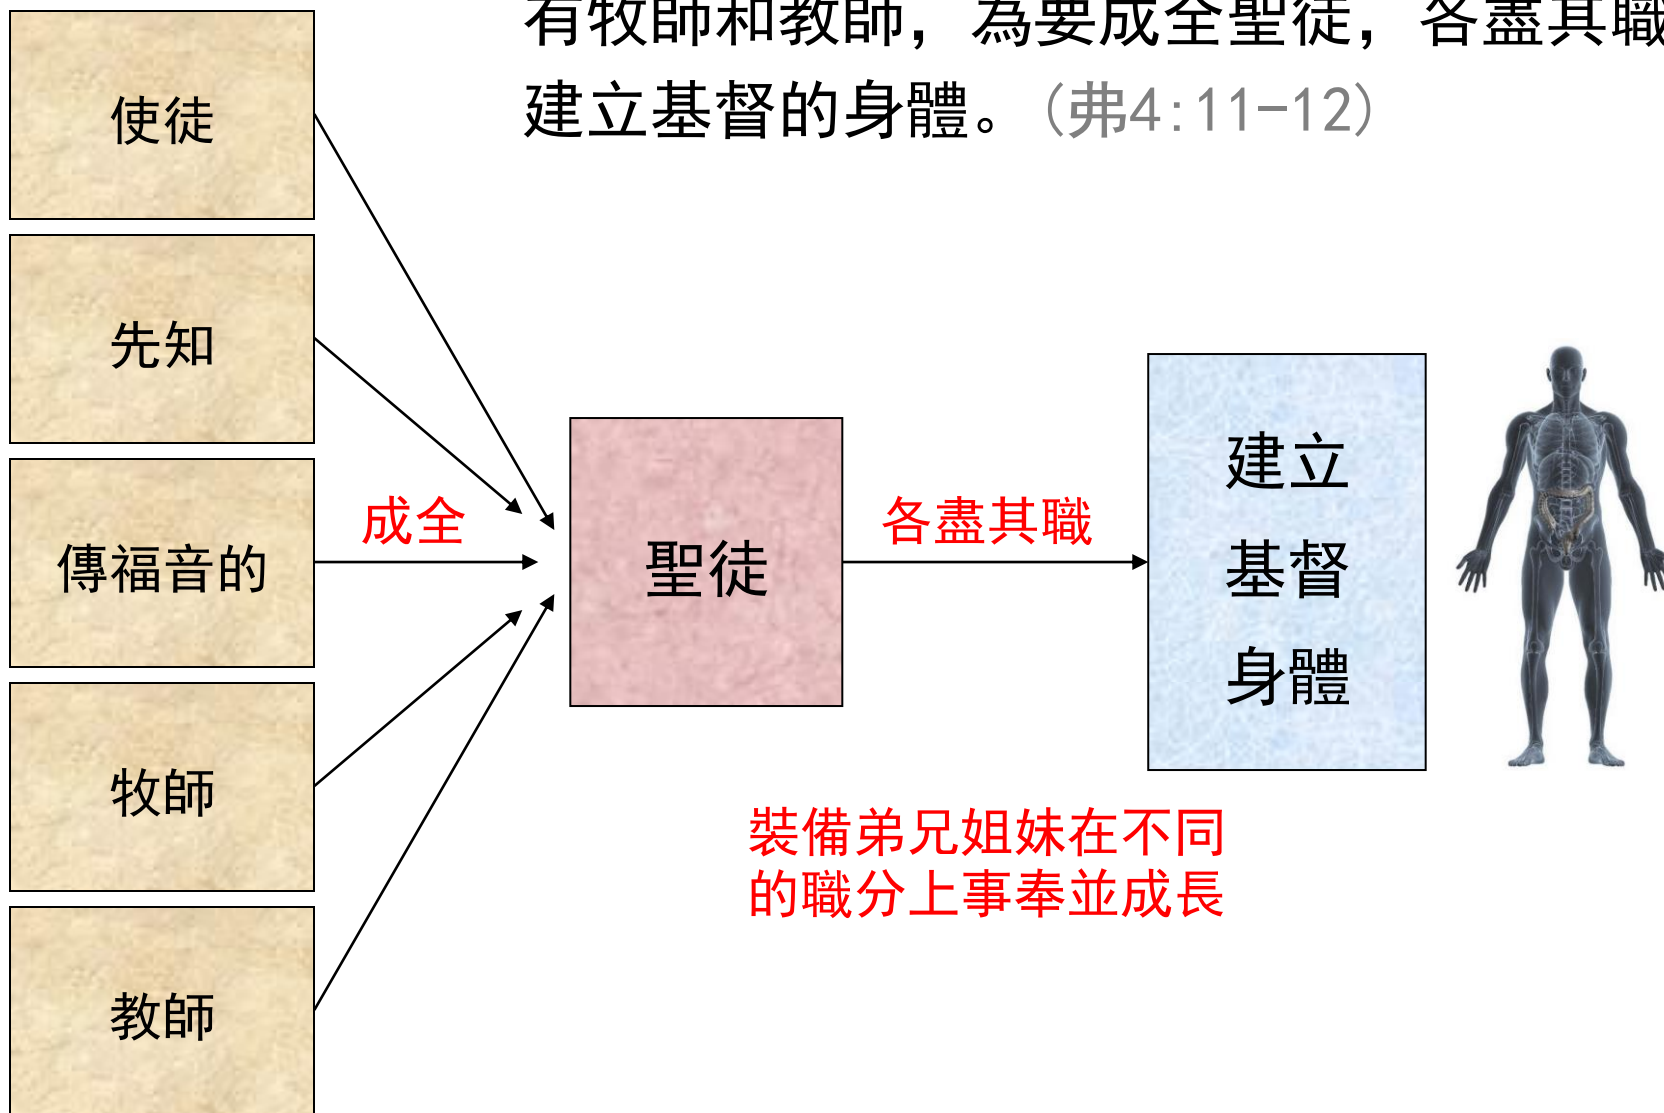 有牧師和教師，為要成全聖徒，各盡其職
建立基督的身體。(弗4:11-12)
使徒
先知
傳福音的
牧師
教師
成全
聖徒
各盡其職
建立
基督
身體
裝備弟兄姐妹在不同
的職分上事奉並成長